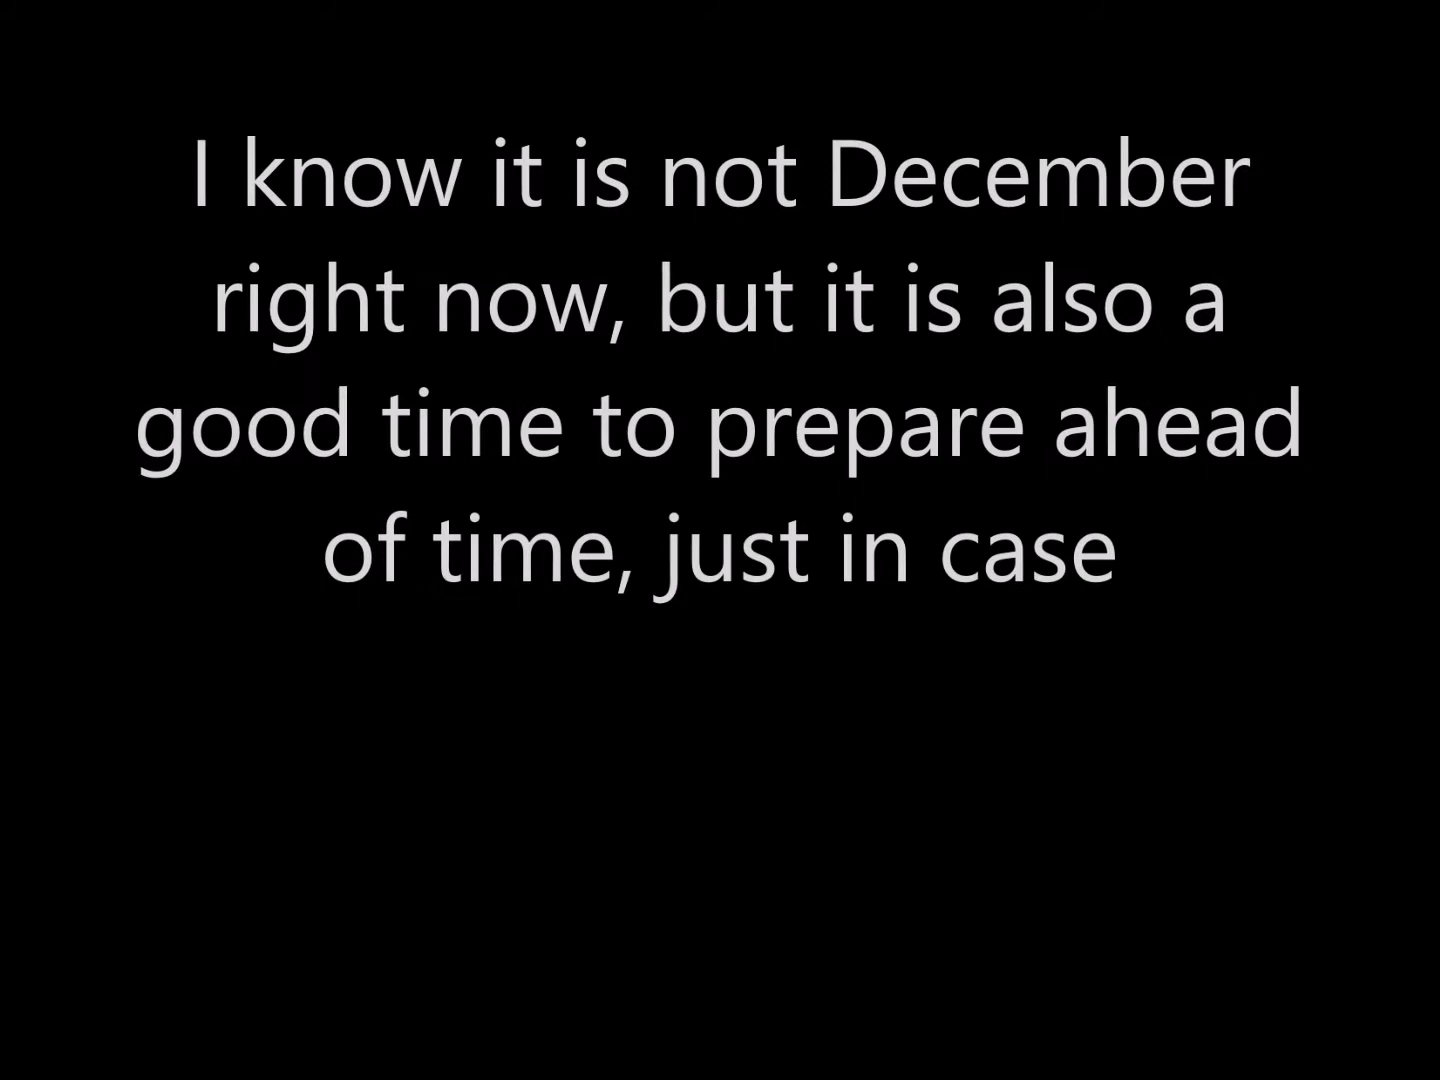 I know it is not December
right now, but it is also a
good time to prepare ahead
of time, just in case